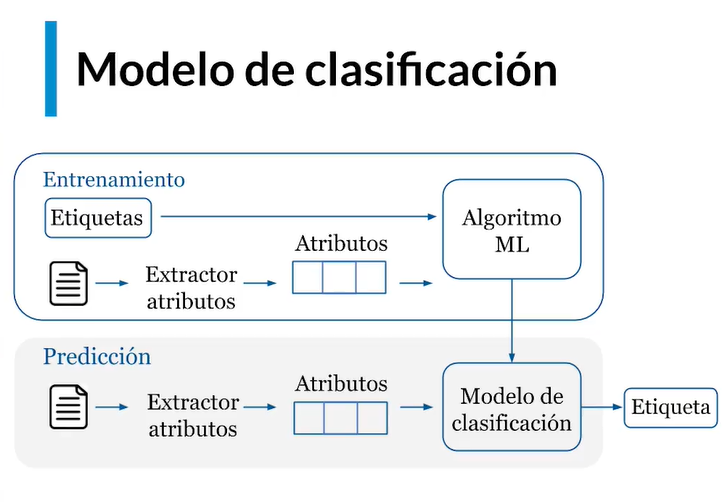 Modelo de clasificación
Entrenamiento
Etiquetas
Algoritmo
ML
Atributos
Extractor
atributos
Predicción
Atributos
Extractor
atributos
Modelo de
clasificación
Etiqueta